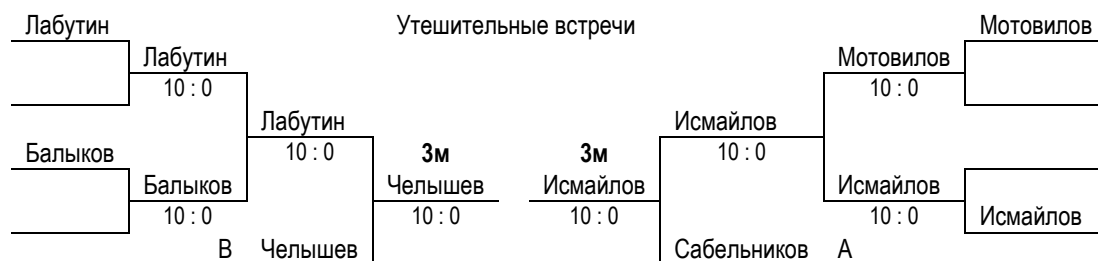 Лабутин Утешительные встречи Мотовилов
Лабутин Мотовилов
10 : 0 10 : 0
Лабутин Исмайлов
Балыков 10 : 0 3м 3м 10 : 0
Балыков Челышев Исмайлов Исмайлов
10 : 0 10 : 0 10 : 0 10 : 0 Исмайлов
В Челышев Сабельников А